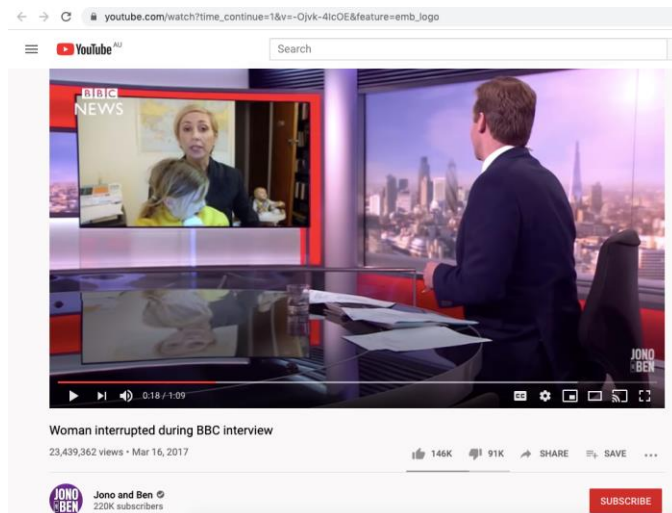 youtube.com/watch?time_continue=1&v=-Ojvk-4IcOE&feature=emb_logo
YouTube AU
Search
BBC
NEWS
JONO
&BEN
0:18 / 1:09
CC
Woman interrupted during BBC interview
23,439,362 views • Mar 16, 2017
146K
91K
SHARE
SAVE
JONO
&BEN
Jono and Ben
220K subscribers
SUBSCRIBE